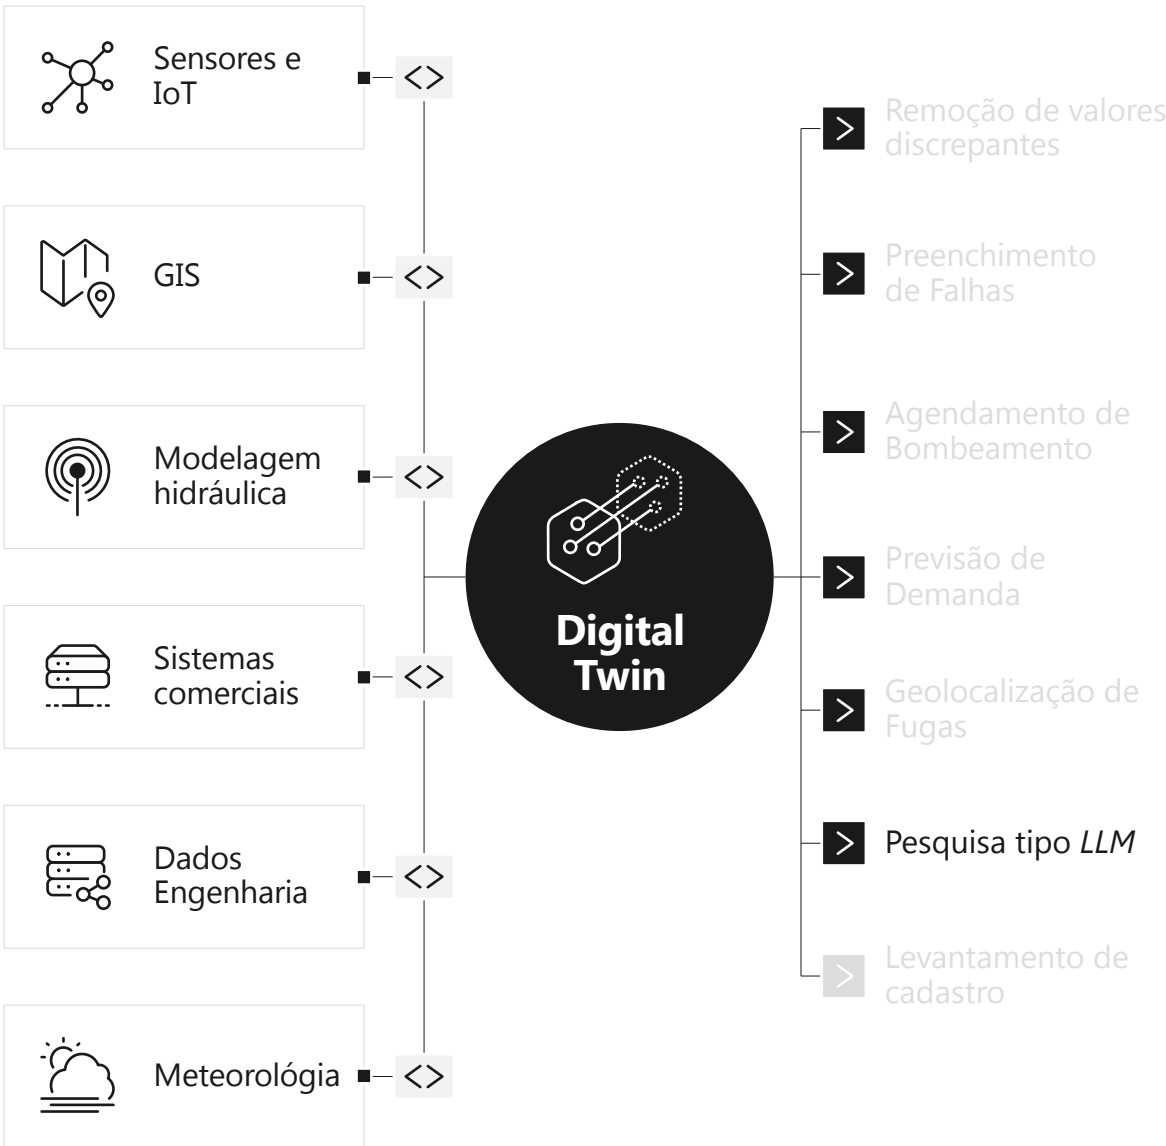 Sensores e
IoT
GIS
Modelagem
hidráulica
Sistemas
comerciais
Dados
Engenharia
Meteorológia
Digital
Twin
Remoção de valores
discrepantes
Preenchimento
de Falhas
Agendamento de
Bombeamento
Previsão de
Demanda
Geolocalização de
Fugas
Pesquisa tipo LLM
Levantamento de
cadastro